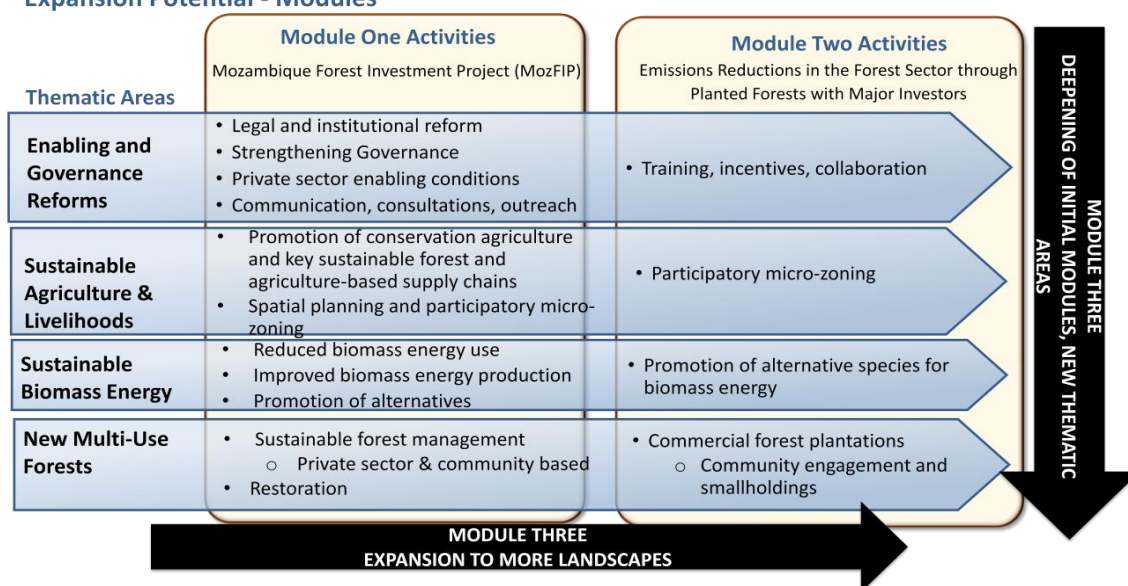 Expansion Potential - Modules
Module One Activities
Mozambique Forest Investment Project (MozFIP)
Module Two Activities
Emissions Reductions in the Forest Sector through
Planted Forests with Major Investors
Thematic Areas
Enabling and
Governance
Reforms
• Legal and institutional reform
• Strengthening Governance
• Private sector enabling conditions
• Communication, consultations, outreach
• Training, incentives, collaboration
Sustainable
Agriculture &
Livelihoods
• Promotion of conservation agriculture
and key sustainable forest and
agriculture-based supply chains
• Spatial planning and participatory micro-
zoning
• Participatory micro-zoning
Sustainable
Biomass Energy
• Reduced biomass energy use
• Improved biomass energy production
• Promotion of alternatives
• Promotion of alternative species for
biomass energy
New Multi-Use
Forests
• Sustainable forest management
o Private sector & community based
• Restoration
• Commercial forest plantations
o Community engagement and
smallholdings
MODULE THREE
DEEPENING OF INITIAL MODULES, NEW THEMATIC
AREAS
MODULE THREE
EXPANSION TO MORE LANDSCAPES